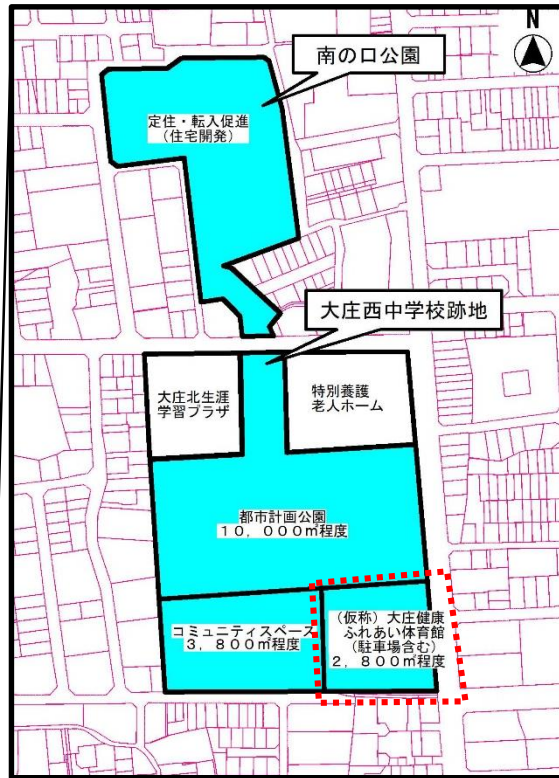 N
南の口公園
定住・転入促進
(住宅開発)
大庄西中学校跡地
大庄北生涯
学習プラザ
特別養護
老人ホーム
都市計画公園
10,000㎡程度
コミュニティスペース
3,800㎡程度
(仮称)大庄健康
ふれあい体育館
(駐車場含む)
2,800㎡程度